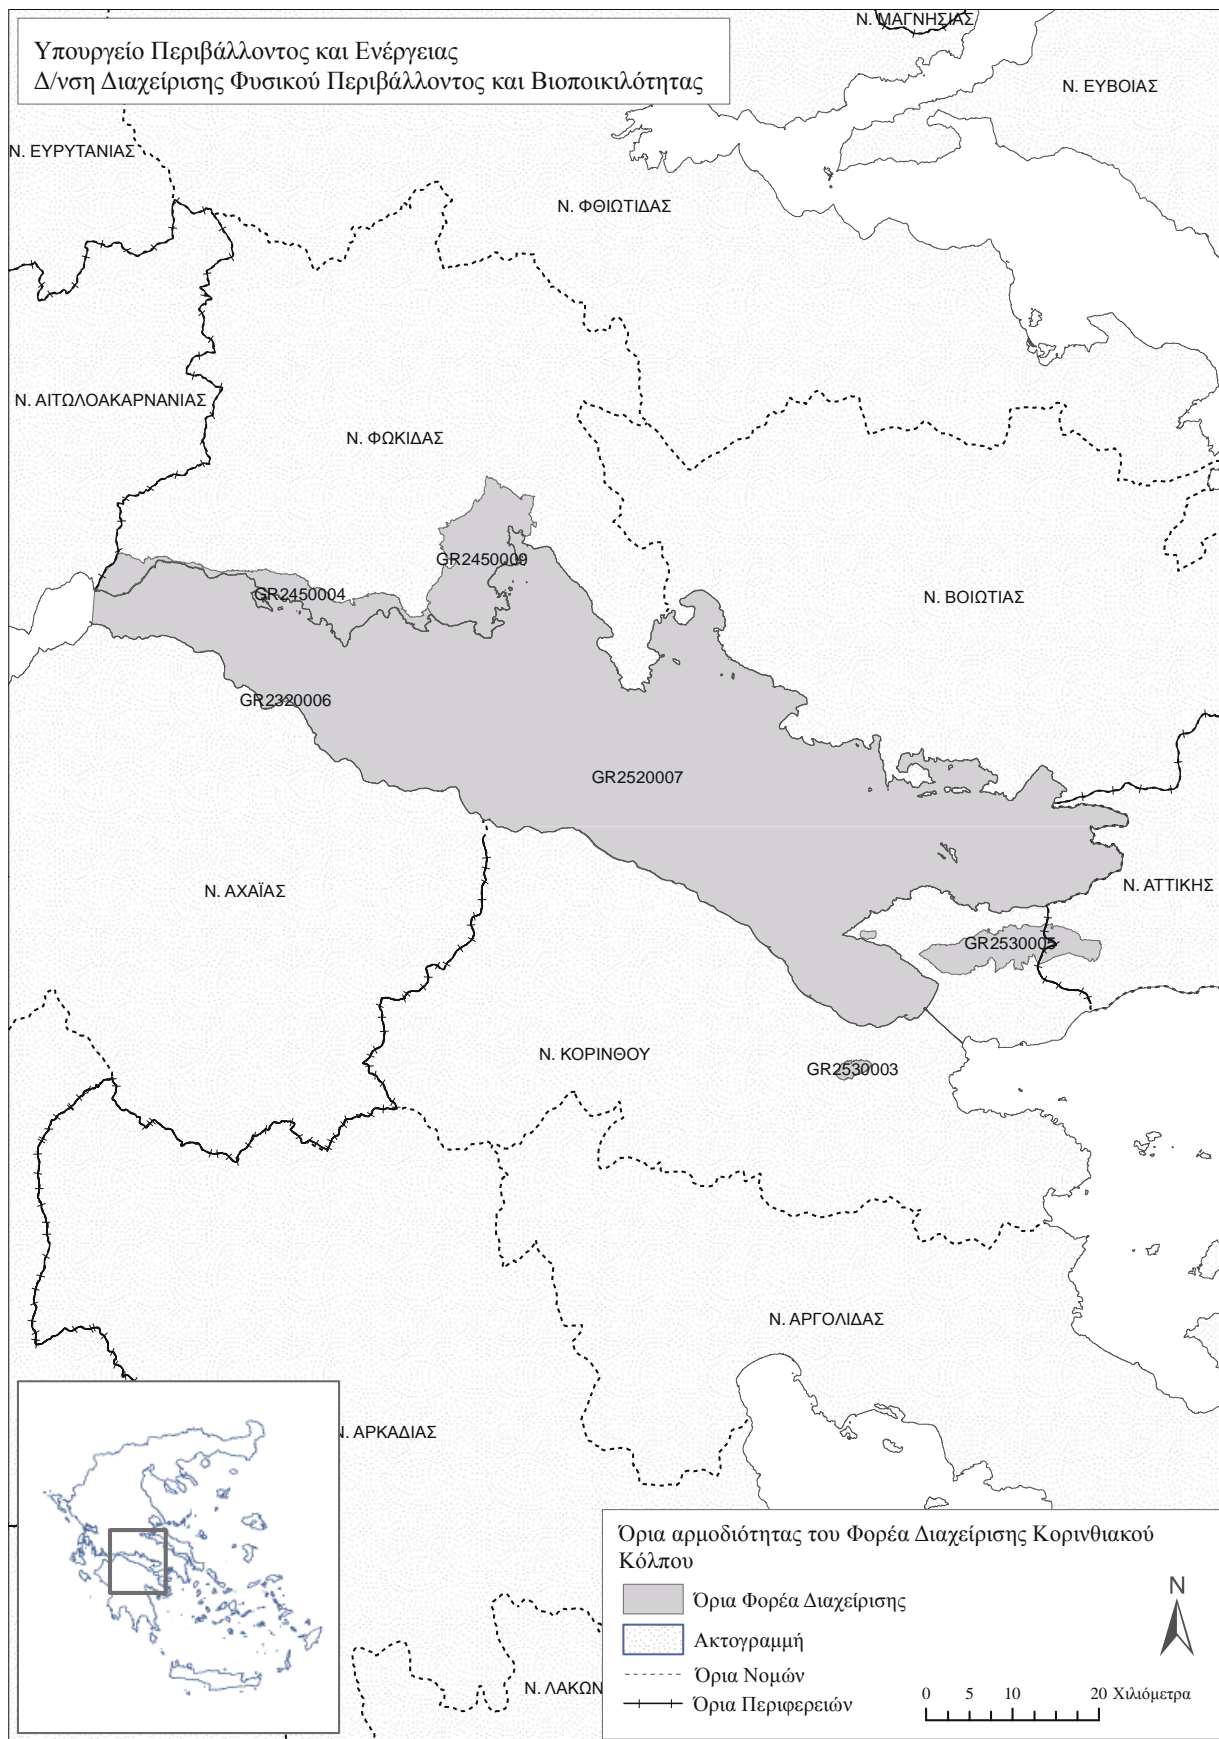 Υπουργείο Περιβάλλοντος και Ενέργειας
Δ/νση Διαχείρισης Φυσικού Περιβάλλοντος και Βιοποικιλότητας
Ν. ΜΑΓΝΗΣΙΑΣ
Ν. ΕΥΒΟΙΑΣ
Ν. ΕΥΡΥΤΑΝΙΑΣ
Ν. ΦΘΙΩΤΙΔΑΣ
Ν. ΑΙΤΩΛΟΑΚΑΡΝΑΝΙΑΣ
Ν. ΦΩΚΙΔΑΣ
GR2450009
GR2450004
Ν. ΒΟΙΩΤΙΑΣ
GR2320006
GR2520007
Ν. ΑΧΑΪΑΣ
Ν. ΑΤΤΙΚΗΣ
GR2530005
Ν. ΚΟΡΙΝΘΟΥ
GR2530003
Ν. ΑΡΓΟΛΙΔΑΣ
Ν. ΑΡΚΑΔΙΑΣ
Ν. ΛΑΚΩΝ
Όρια αρμοδιότητας του Φορέα Διαχείρισης Κορινθιακού
Κόλπου
Όρια Φορέα Διαχείρισης
Ακτογραμμή
Όρια Νομών
Όρια Περιφερειών
N
0 5 10 20 Χιλιόμετρα